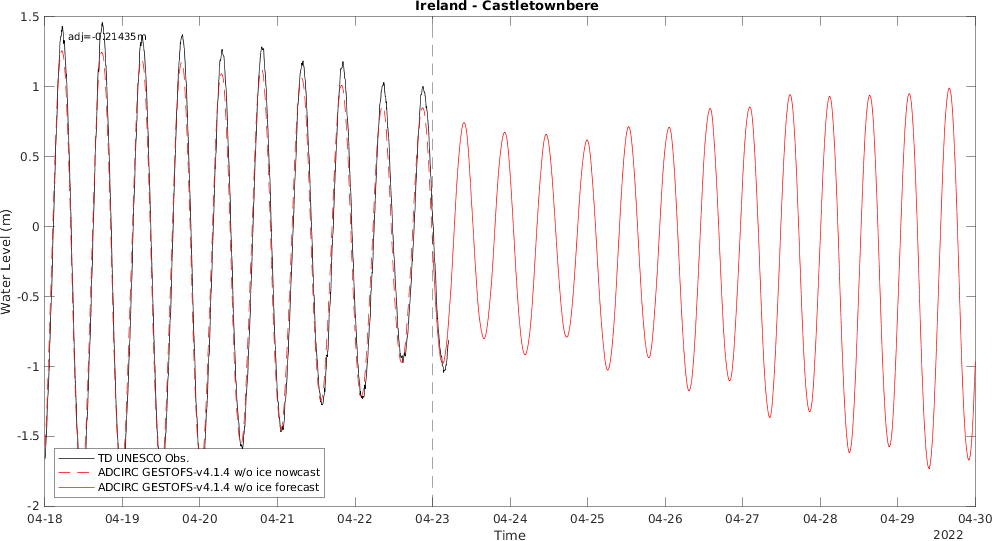 Ireland - Castletownbere
1.5
adj=-0.21435m
1
0.5
0
-0.5
-1
-1.5
-2
Water Level (m)
TD UNESCO Obs.
ADCIRC GESTOFS-v4.1.4 w/o ice nowcast
ADCIRC GESTOFS-v4.1.4 w/o ice forecast
04-18 04-19 04-20 04-21 04-22 04-23 04-24 04-25 04-26 04-27 04-28 04-29 04-30
Time
2022